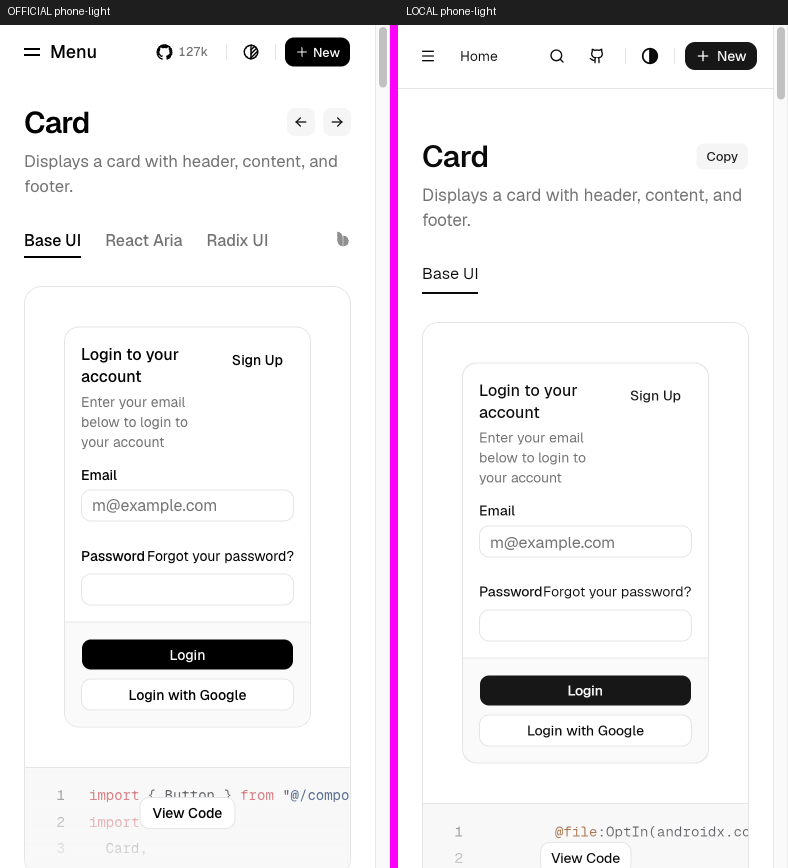 OFFICIAL phone-light
Menu
127k
New
Card
Displays a card with header, content, and
footer.
Base UI
React Aria
Radix UI
Login to your
account
Sign Up
Enter your email
below to login to
your account
Email
m@example.com
Password
Forgot your password?
Login
Login with Google
1 import { Button } from "@/compo
2 import
View Code
3 Card,
LOCAL phone-light
Home
New
Card
Copy
Displays a card with header, content, and
footer.
Base UI
Login to your
account
Sign Up
Enter your email
below to login to
your account
Email
m@example.com
Password
Forgot your password?
Login
Login with Google
1 @file:OptIn(androidx.co
2
View Code